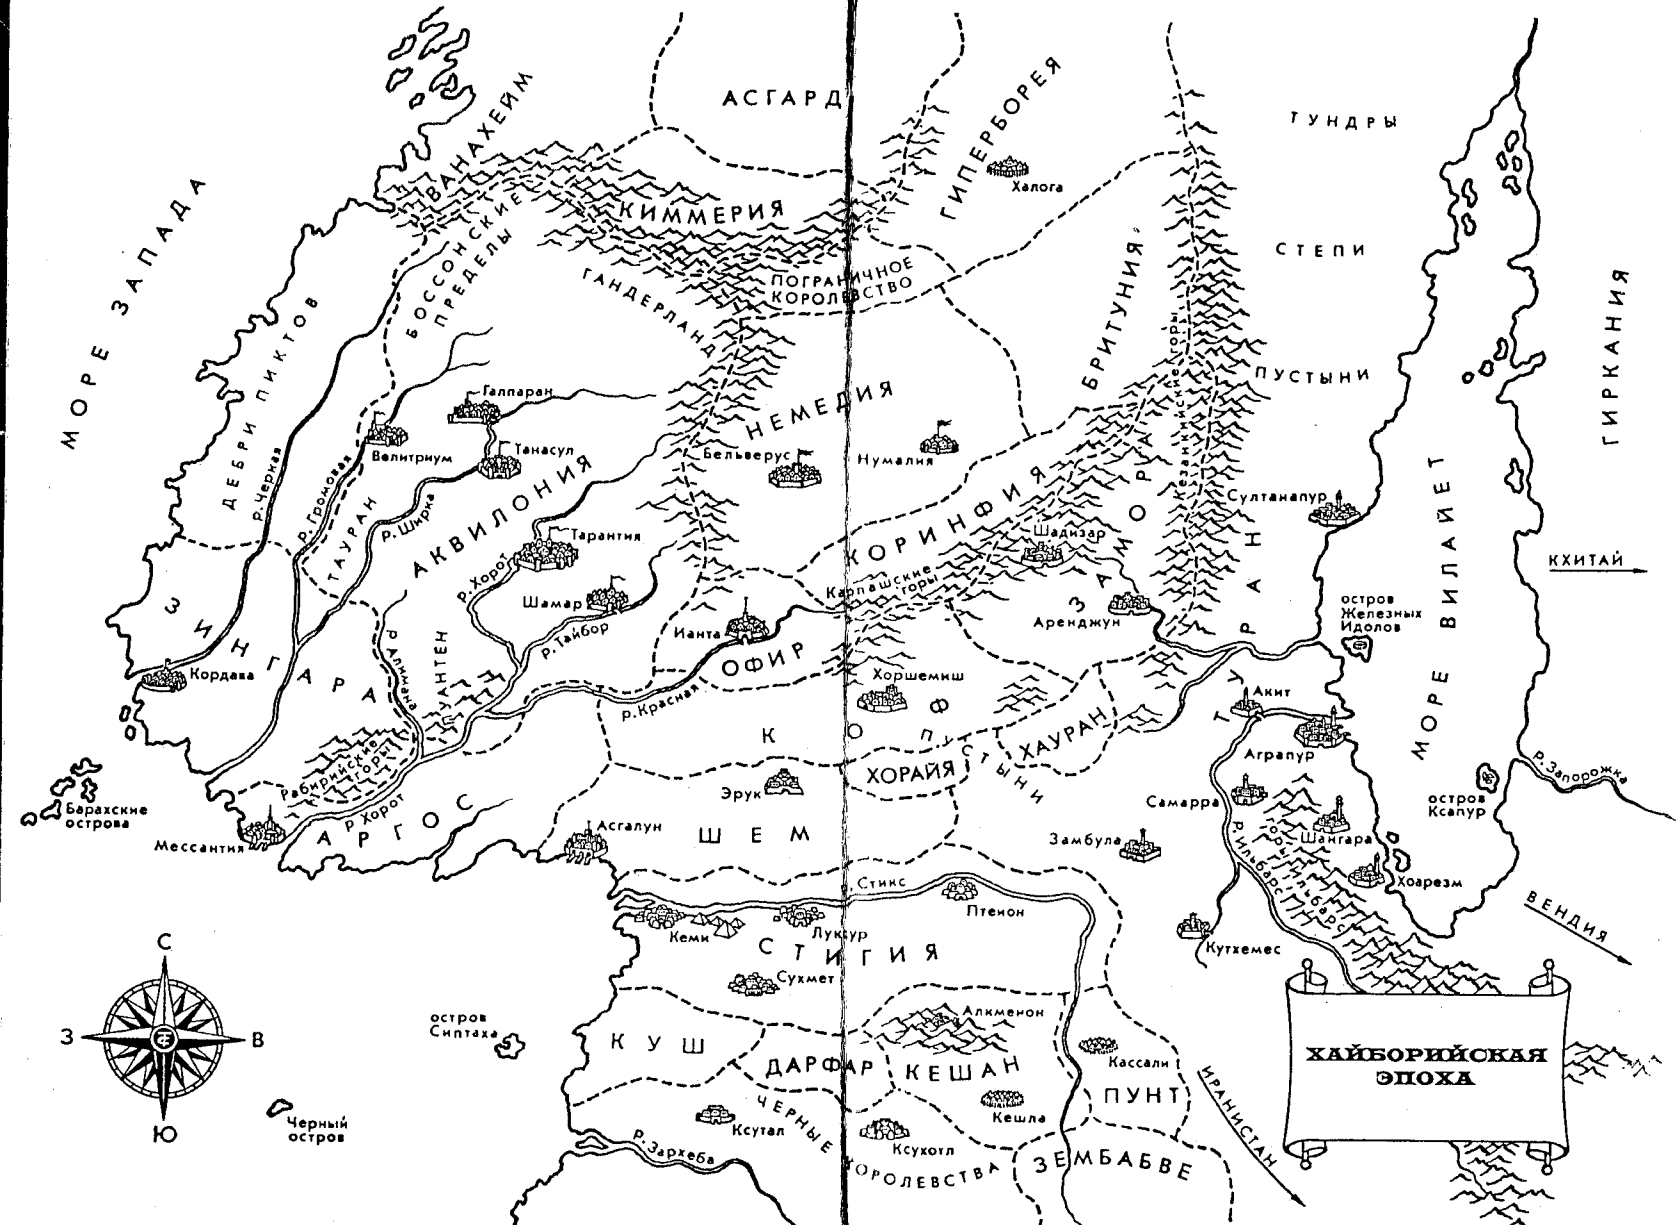 АСГАРД
ВАНАХЕЙМ
ГИПЕРБОРЕЯ
Халога
ТУНДРЫ
МОРЕ ЗАПАДА
КИММЕРИЯ
БОССОНСКИЕ
ПРЕДЕЛЫ
ГАНДЕРЛАНД
ПОГРАНИЧНОЕ
КОРОЛЕВСТВО
БРИТУНИЯ
СТЕПИ
ГИРКАНИЯ
ДЕБРИ ПИКТОВ
р. Черная
р. Громовая
Велитриум
Галпаран
Танасул
НЕМЕДИЯ
Бельверус
Нумалия
Кезанкийские горы
ПУСТЫНИ
ТАУРАН
р. Ширка
АКВИЛОНИЯ
Тарантия
р. Хорот
Шамар
р. Тайбор
КОРИНФИЯ
Карпашские
горы
Шадизар
ЗАМОРА
Аренджун
Султанапур
ТУРАН
МОРЕ ВИЛАЙЕТ
КХИТАЙ
остров
Железных
Идолов
ЗИНГАРА
Кордава
р. Алимана
ПУАНТЕН
Ианта
ОФИР
р. Красная
Хоршемиш
КОФ
ПУСТЫНИ
ХАУРАН
ХОРАЙЯ
Акит
Аграпур
р. Запорожка
остров
Ксапур
Барахские
острова
Рабирийские
горы
р. Хорот
АРГОС
Мессантия
Асгалун
Эрук
ШЕМ
Самарра
Замбула
р. Ильбарс
горы Ильбарс
Шангара
Хоарезм
ВЕНДИЯ
р. Стикс
Птеион
Кеми
Луксур
СТИГИЯ
Сухмет
Кутхемес
С
З
В
Ю
остров
Сиптаха
Черный
остров
КУШ
ДАРФАР
Алкменон
КЕШАН
Кешла
Кассали
ПУНТ
ИРАНИСТАН
ХАЙБОРИЙСКАЯ
ЭПОХА
Ксутал
ЧЕРНЫЕ
КОРОЛЕВСТВА
Ксухотл
р. Зархеба
ЗЕМБАБВЕ